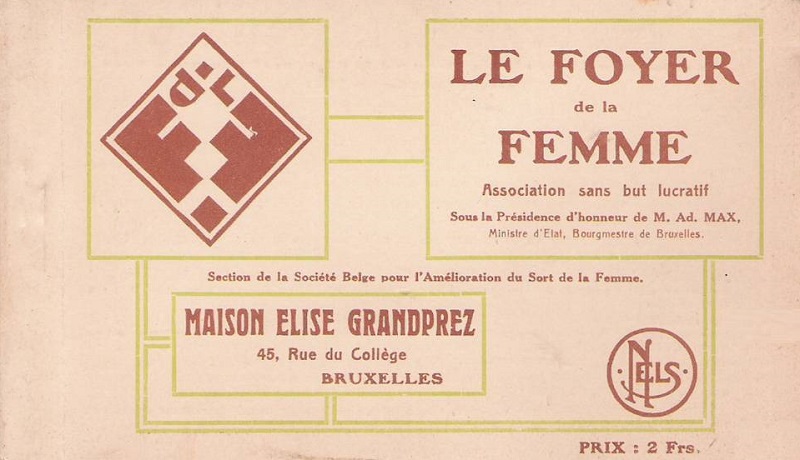 d·L
LE FOYER
de la
FEMME
Association sans but lucratif
Sous la Présidence d'honneur de M. Ad. MAX,
Ministre d'Etat, Bourgmestre de Bruxelles.
Section de la Société Belge pour l'Amélioration du Sort de la Femme.
MAISON ELISE GRANDPREZ
45, Rue du Collège
BRUXELLES
NELS
PRIX : 2 Frs.